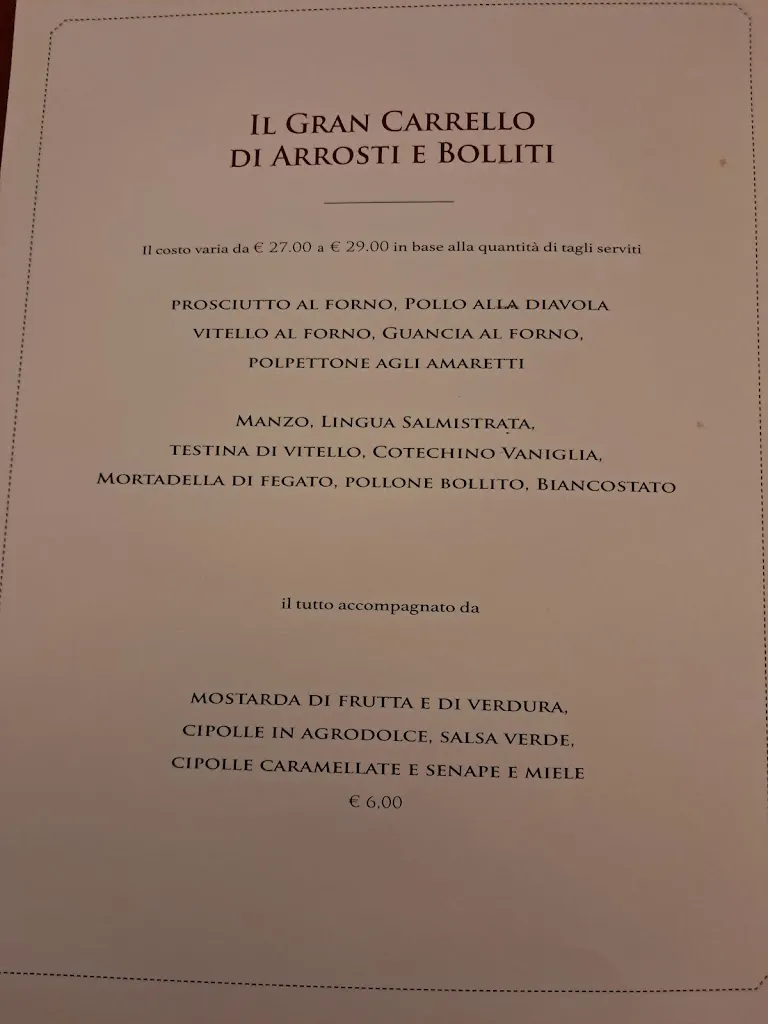 Il Gran Carrello
di Arrosti e Bolliti
Il costo varia da € 27.00 a € 29.00 in base alla quantità di tagli serviti
prosciutto al forno, Pollo alla diavola
vitello al forno, Guancia al forno,
polpettone agli amaretti
Manzo, Lingua Salmistrata,
testina di vitello, Cotechino Vaniglia,
Mortadella di fegato, pollone bollito, Biancostato
il tutto accompagnato da
mostarda di frutta e di verdura,
cipolle in agrodolce, salsa verde,
cipolle caramellate e senape e miele
€ 6,00